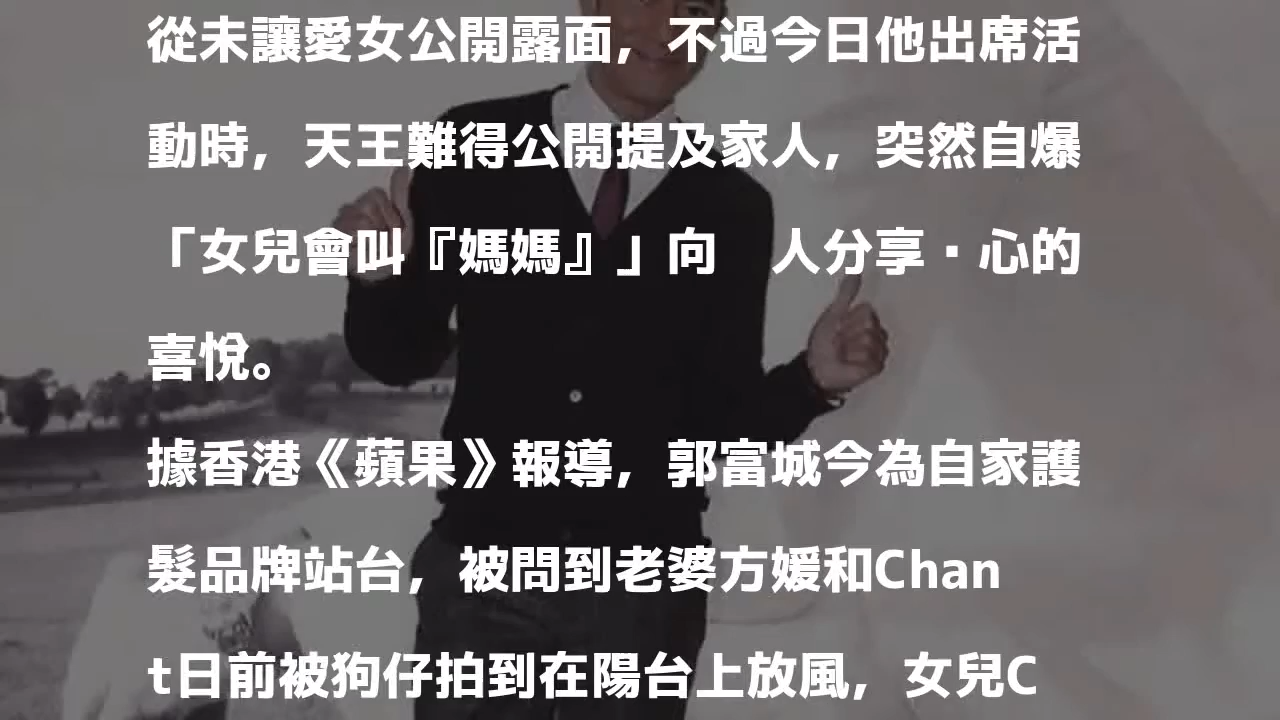 從未讓愛女公開露面，不過今日他出席活
動時，天王難得公開提及家人，突然自爆
「女兒會叫『媽媽』」向 人分享·心的
喜悅。
據香港《蘋果》報導，郭富城今為自家護
髮品牌站台，被問到老婆方媛和Chan
t日前被狗仔拍到在陽台上放風，女兒C